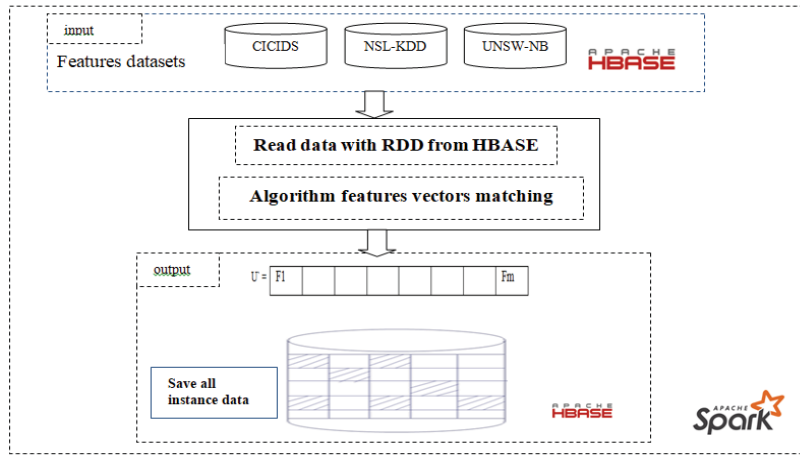 input
Features datasets
CICIDS
NSL-KDD
UNSW-NB
APACHE
HBASE
Read data with RDD from HBASE
Algorithm features vectors matching
output
U = F1 Fm
Save all
instance data
APACHE
HBASE
APACHE
Spark